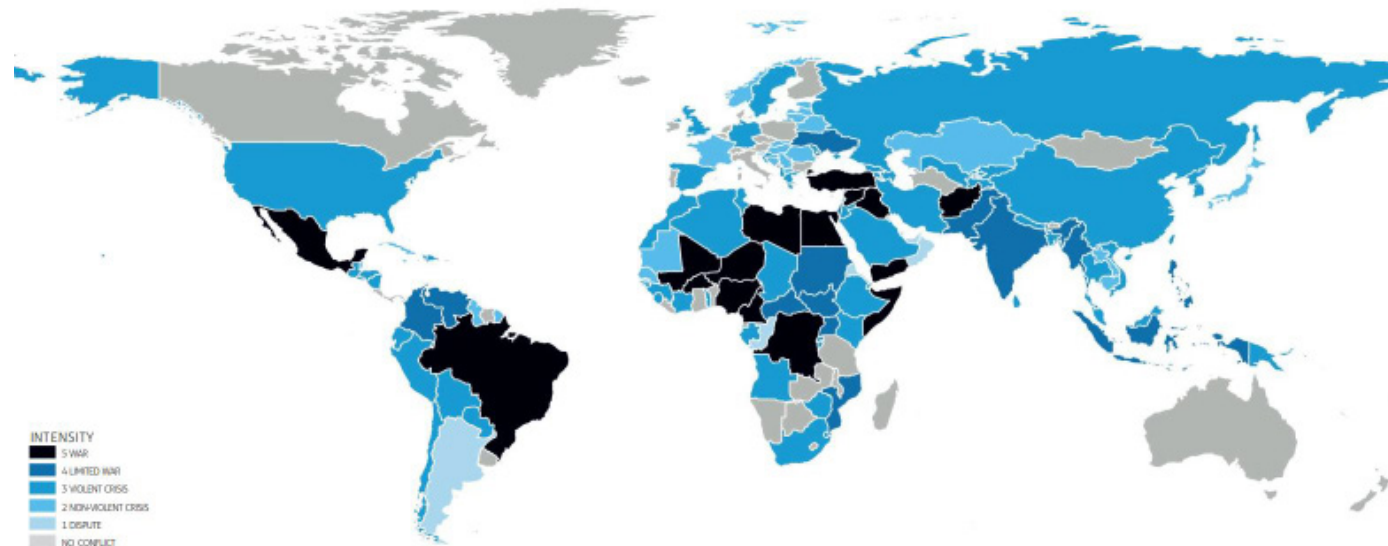 INTENSITY
5 WAR
4 LIMITED WAR
3 VIOLENT CRISIS
2 NON-VIOLENT CRISIS
1 DISPUTE
NO CONFLICT